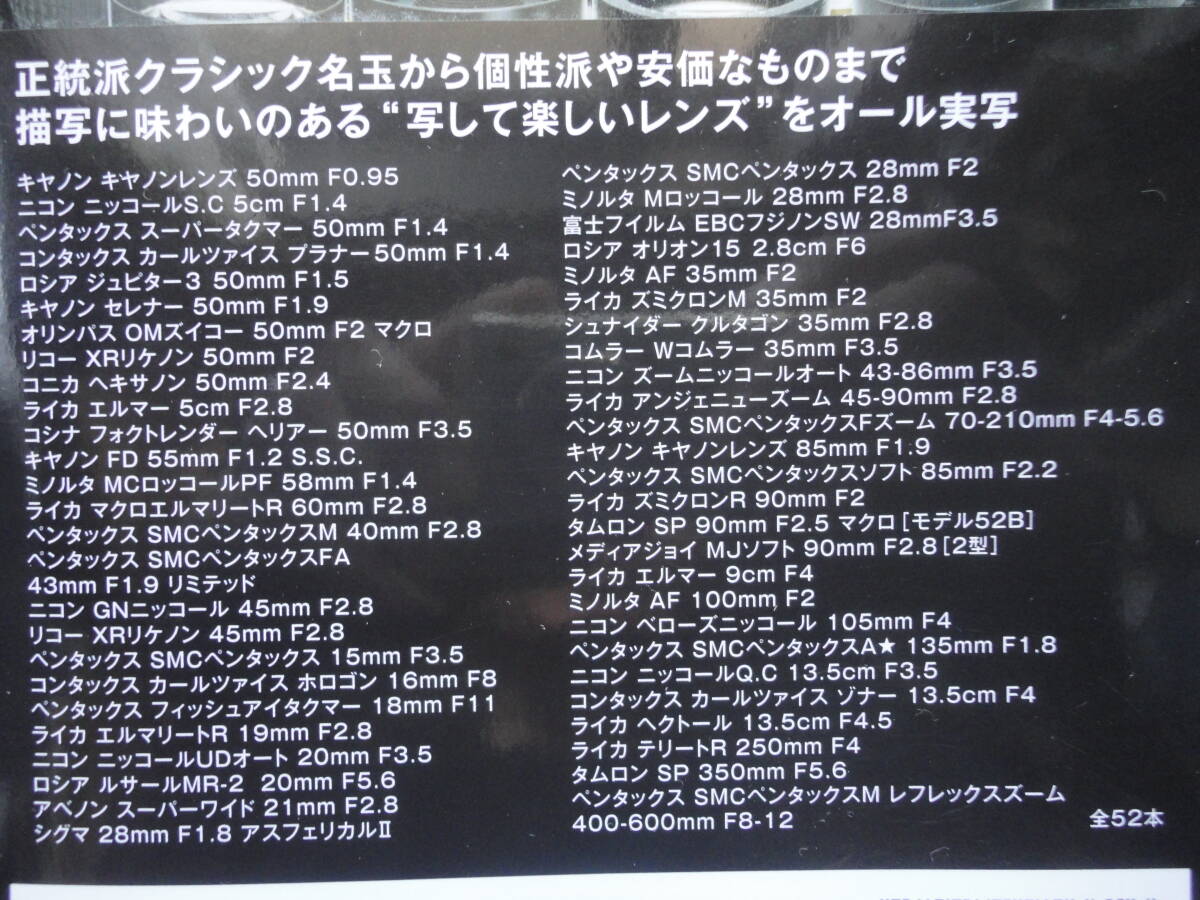 正統派クラシック名玉から個性派や安価なものまで
描写に味わいのある“写して楽しいレンズ”をオール実写
キヤノン キヤノンレンズ 50mm F0.95
ニコン ニッコールS.C 5cm F1.4
ペンタックス スーパータクマー 50mm F1.4
コンタックス カールツァイス プラナー50mm F1.4
ロシア ジュピター3 50mm F1.5
キヤノン セレナー 50mm F1.9
オリンパス OMズイコー 50mm F2 マクロ
リコー XRリケノン 50mm F2
コニカ ヘキサノン 50mm F2.4
ライカ エルマー 5cm F2.8
コシナ フォクトレンダー ヘリアー 50mm F3.5
キヤノン FD 55mm F1.2 S.S.C.
ミノルタ MCロッコールPF 58mm F1.4
ライカ マクロエルマリートR 60mm F2.8
ペンタックス SMCペンタックスM 40mm F2.8
ペンタックス SMCペンタックスFA
43mm F1.9 リミテッド
ニコン GNニッコール 45mm F2.8
リコー XRリケノン 45mm F2.8
ペンタックス SMCペンタックス 15mm F3.5
コンタックス カールツァイス ホロゴン 16mm F8
ペンタックス フィッシュアイタクマー 18mm F11
ライカ エルマリートR 19mm F2.8
ニコン ニッコールUDオート 20mm F3.5
ロシア ルサールMR-2 20mm F5.6
アベノン スーパーワイド 21mm F2.8
シグマ 28mm F1.8 アスフェリカルⅡ
ペンタックス SMCペンタックス 28mm F2
ミノルタ Mロッコール 28mm F2.8
富士フイルム EBCフジノンSW 28mmF3.5
ロシア オリオン15 2.8cm F6
ミノルタ AF 35mm F2
ライカ ズミクロンM 35mm F2
シュナイダー クルタゴン 35mm F2.8
コムラー Wコムラー 35mm F3.5
ニコン ズームニッコールオート 43-86mm F3.5
ライカ アンジェニューズーム 45-90mm F2.8
ペンタックス SMCペンタックスFズーム 70-210mm F4-5.6
キヤノン キヤノンレンズ 85mm F1.9
ペンタックス SMCペンタックスソフト 85mm F2.2
ライカ ズミクロンR 90mm F2
タムロン SP 90mm F2.5 マクロ[モデル52B]
メディアジョイ MJソフト 90mm F2.8[2型]
ライカ エルマー 9cm F4
ミノルタ AF 100mm F2
ニコン ベローズニッコール 105mm F4
ペンタックス SMCペンタックスA★ 135mm F1.8
ニコン ニッコールQ.C 13.5cm F3.5
コンタックス カールツァイス ゾナー 13.5cm F4
ライカ ヘクトール 13.5cm F4.5
ライカ テリートR 250mm F4
タムロン SP 350mm F5.6
ペンタックス SMCペンタックスM レフレックスズーム
400-600mm F8-12
全52本